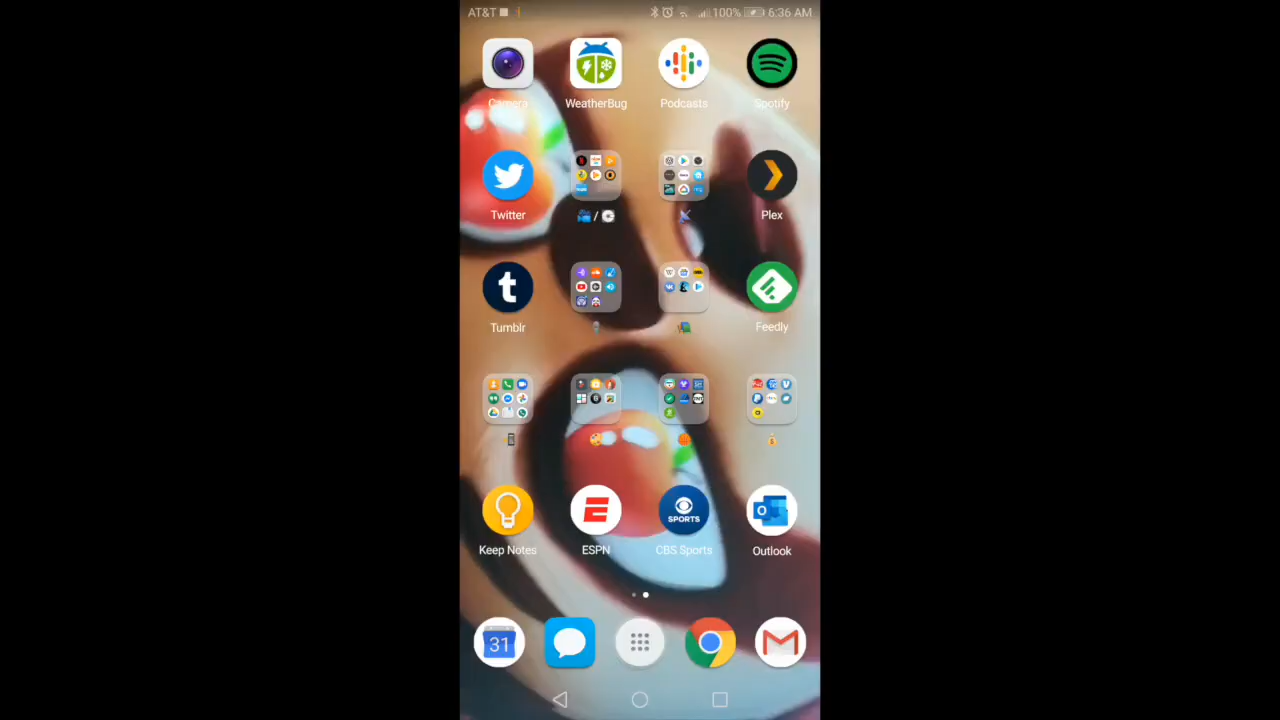 AT&T 100% 6:36 AM
Camera WeatherBug Podcasts Spotify
Twitter / Plex
t
Tumblr Feedly
SPORTS
Keep Notes ESPN CBS Sports Outlook
31